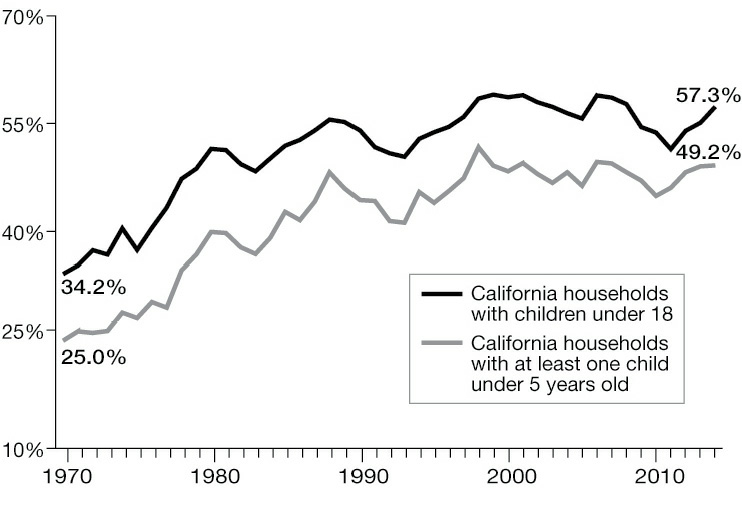 70%
57.3%
55%
49.2%
40%
34.2%
California households
with children under 18
25%
California households
with at least one child
under 5 years old
25.0%
10%
1970 1980 1990 2000 2010